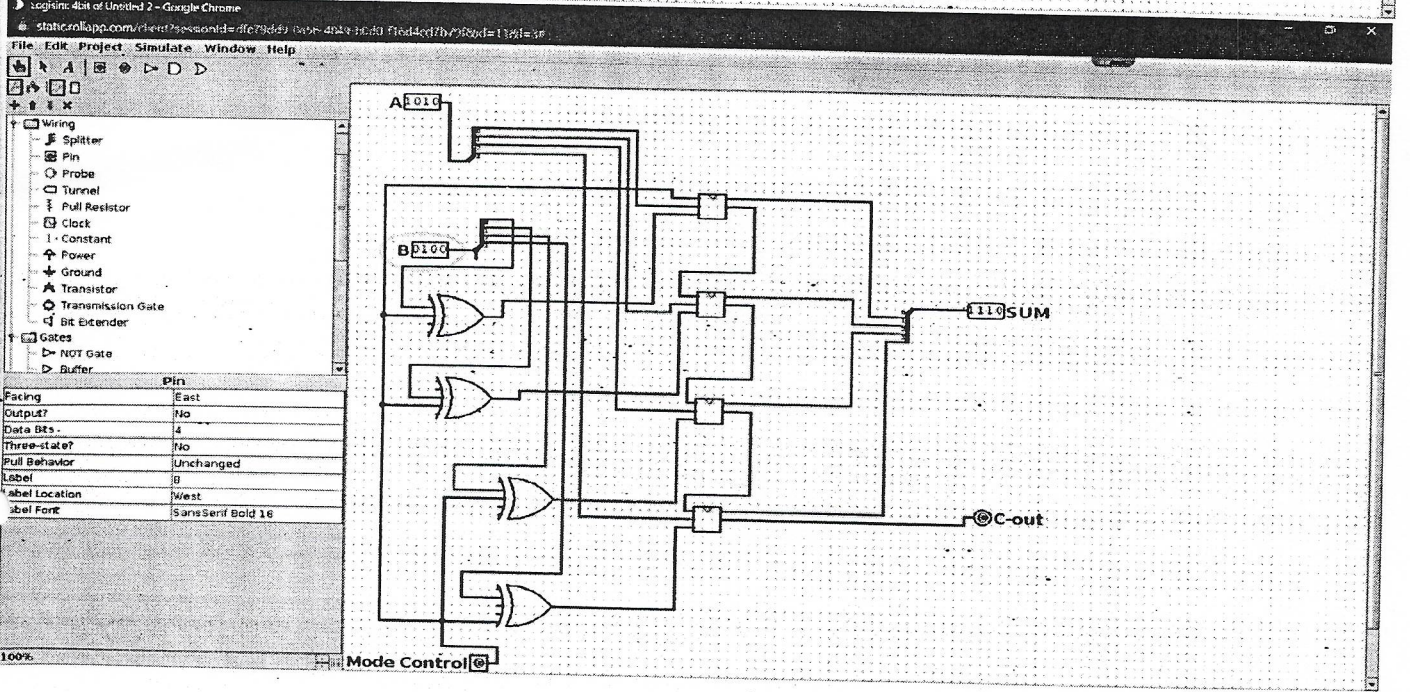 Logisim: 4bit of Untitled 2 - Google Chrome
File Edit Project Simulate Window Help
Wiring
Splitter
Pin
Probe
Tunnel
Pull Resistor
Clock
Constant
Power
Ground
Transistor
Transmission Gate
Bit Extender
Gates
NOT Gate
Buffer
Pin
Facing East
Output? No
Data Bits 4
Three-state? No
Pull Behavior Unchanged
Label B
abel Location West
abel Font SansSerif Bold 16
100%
A 1010
B 0100
1110 SUM
C-out
Mode Control